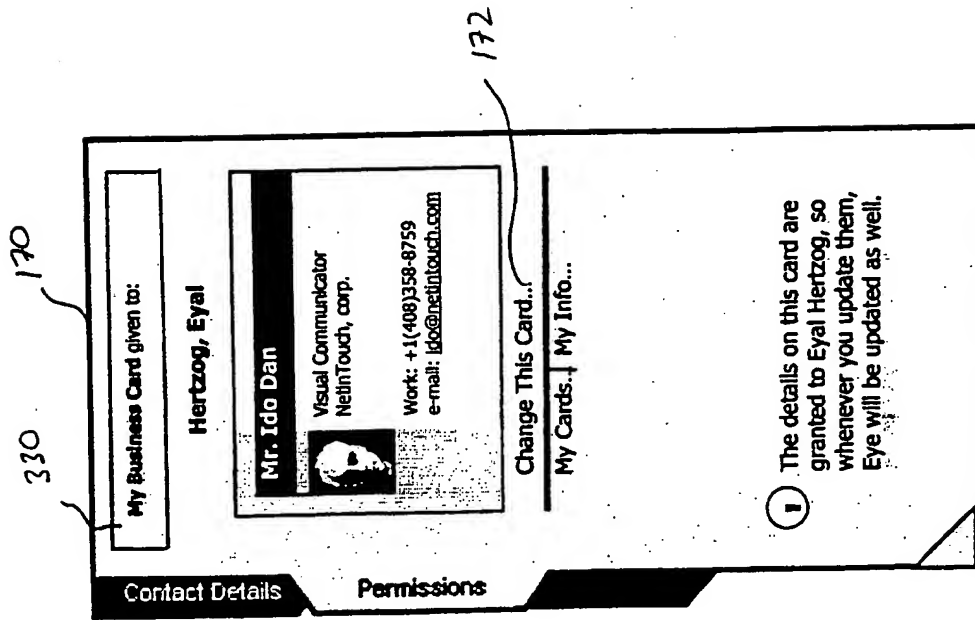 330
170
My Business Card given to:
Hertzog, Eyal
Mr. Ido Dan
Visual Communicator
NetinTouch, corp.
Work: +1(408)358-8759
e-mail: ido@netintouch.com
Change This Card...
172
My Cards... | My Info...
The details on this card are
granted to Eyal Hertzog, so
whenever you update them,
Eye will be updated as well.
Contact Details
Permissions